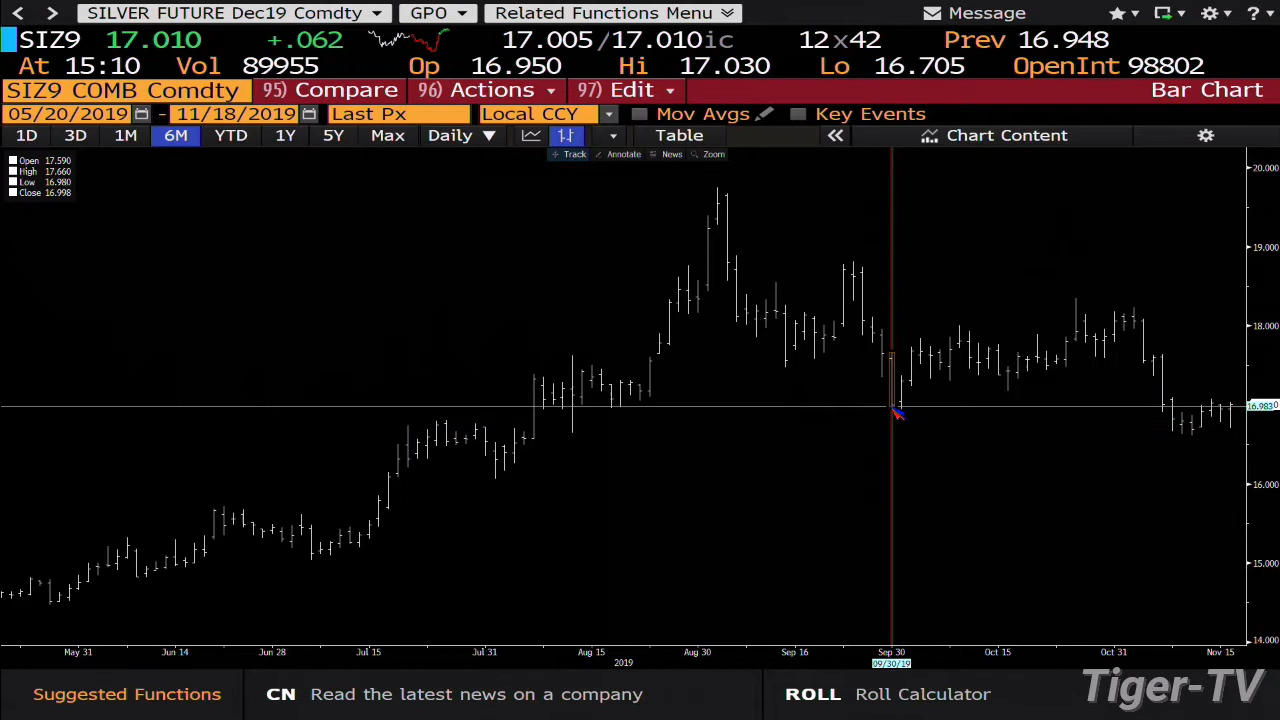 SILVER FUTURE Dec19 Comdty GPO Related Functions Menu Message ?
SIZ9 17.010 +.062 17.005/17.010ic 12x42 Prev 16.948
At 15:10 Vol 89955 Op 16.950 Hi 17.030 Lo 16.705 OpenInt 98802
SIZ9 COMB Comdty 95) Compare 96) Actions 97) Edit Bar Chart
05/20/2019 - 11/18/2019 Last Px Local CCY Mov Avgs Key Events
1D 3D 1M 6M YTD 1Y 5Y Max Daily Table Chart Content
Track Annotate News Zoom
Open 17.590
High 17.660
Low 16.980
Close 16.998
20.000
19.000
18.000
16.983
16.000
15.000
14.000
May 31 Jun 14 Jun 28 Jul 15 Jul 31 Aug 15 Aug 30 Sep 16 Sep 30 Oct 15 Oct 31 Nov 15
2019 09/30/19
Suggested Functions CN Read the latest news on a company ROLL Roll Calculator
Tiger-TV